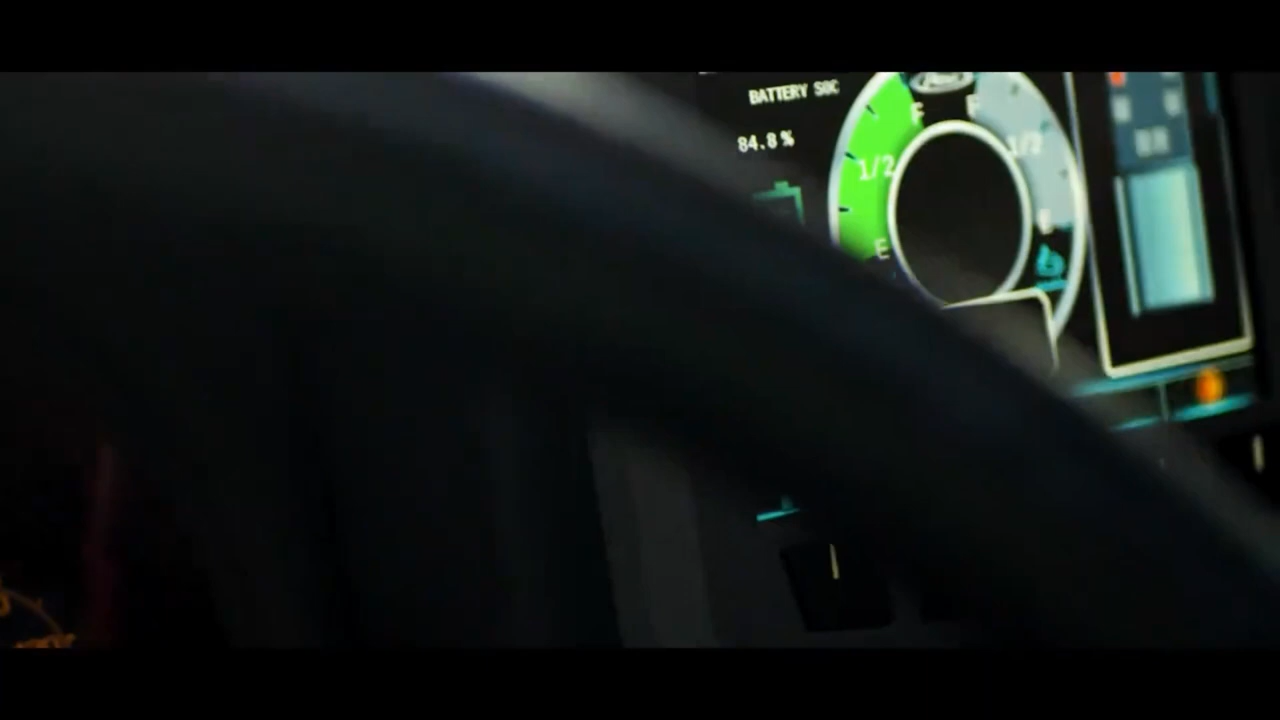 BATTERY SOC
84.8 %
F F
1/2 1/2
E